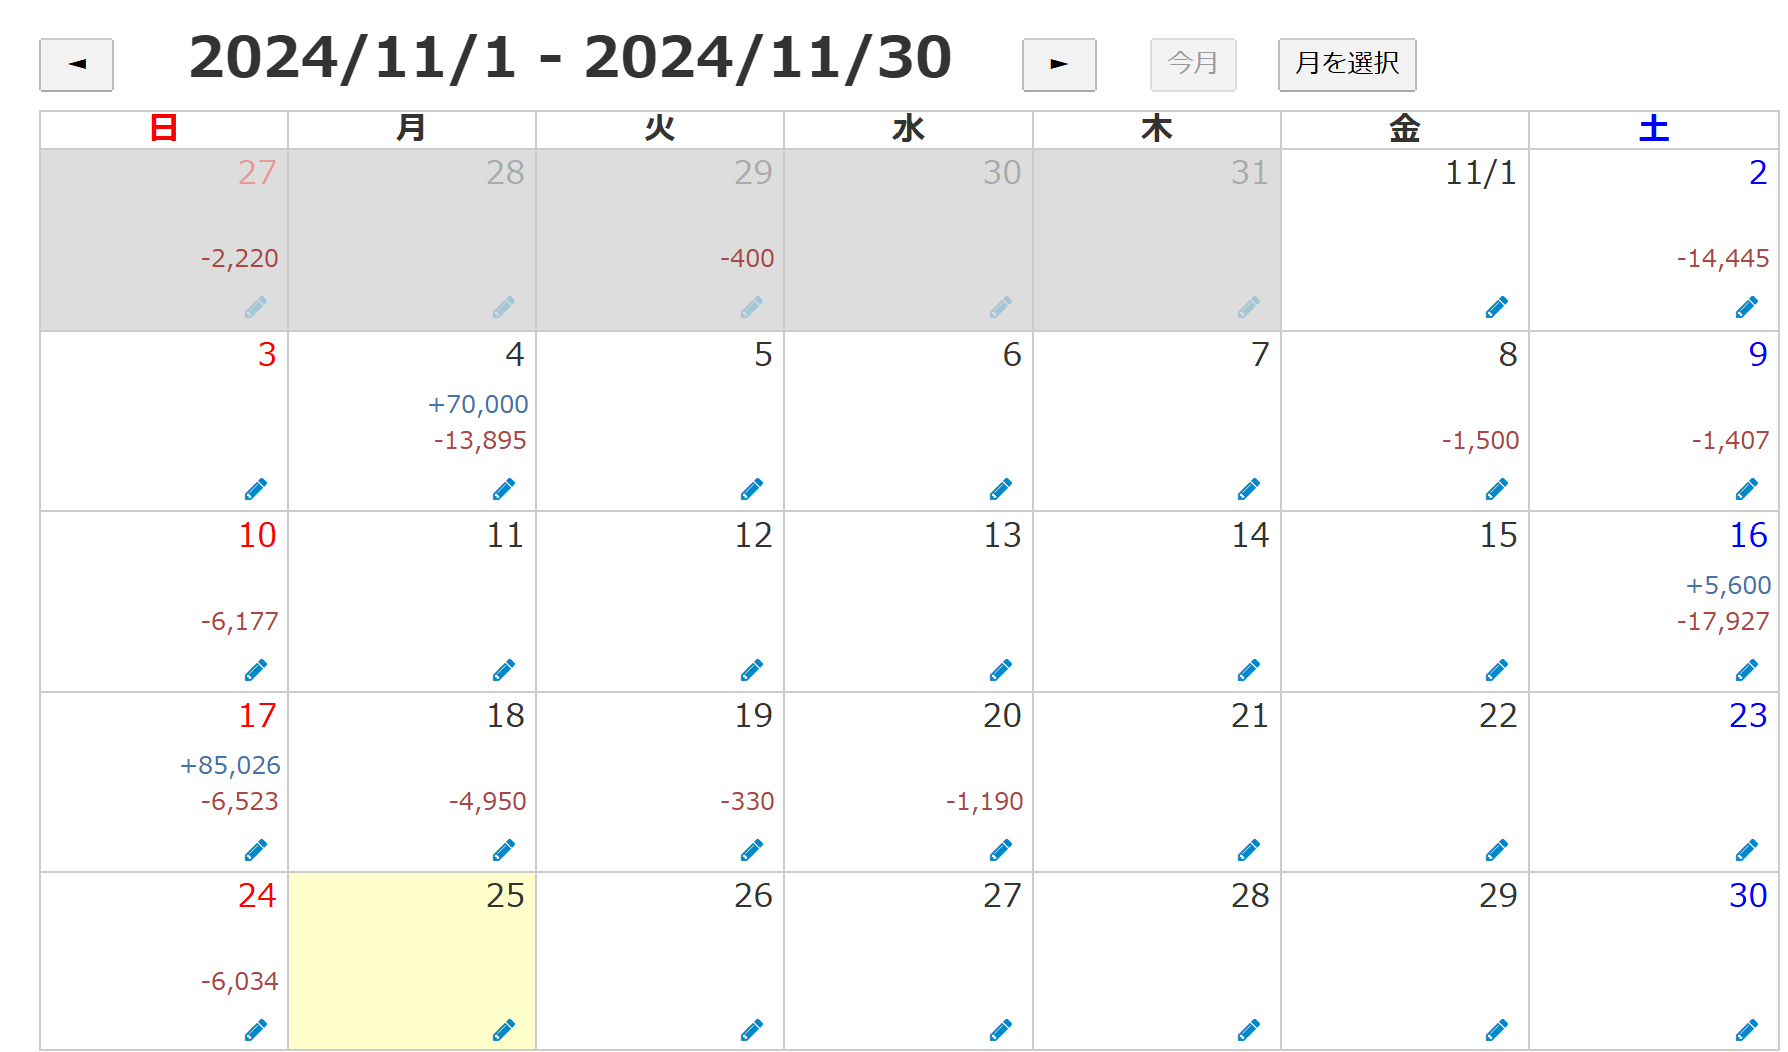 ◄ 2024/11/1 - 2024/11/30 ► 今月 月を選択
日 月 火 水 木 金 土
27 28 29 30 31 11/1 2
-2,220 -400 -14,445
3 4 5 6 7 8 9
+70,000
-13,895 -1,500 -1,407
10 11 12 13 14 15 16
+5,600
-6,177 -17,927
17 18 19 20 21 22 23
+85,026
-6,523 -4,950 -330 -1,190
24 25 26 27 28 29 30
-6,034